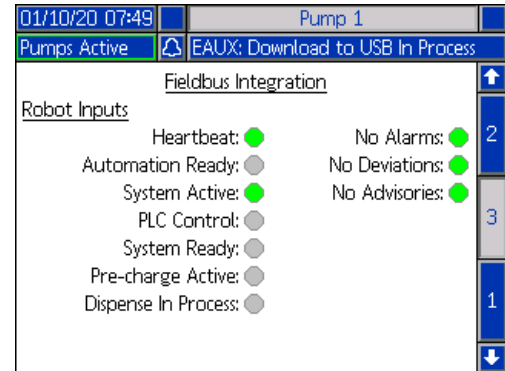 01/10/20 07:49 Pump 1
Pumps Active EAUX: Download to USB In Process
Fieldbus Integration
Robot Inputs
Heartbeat: No Alarms:
Automation Ready: No Deviations:
System Active: No Advisories:
PLC Control:
System Ready:
Pre-charge Active:
Dispense In Process:
2
3
1